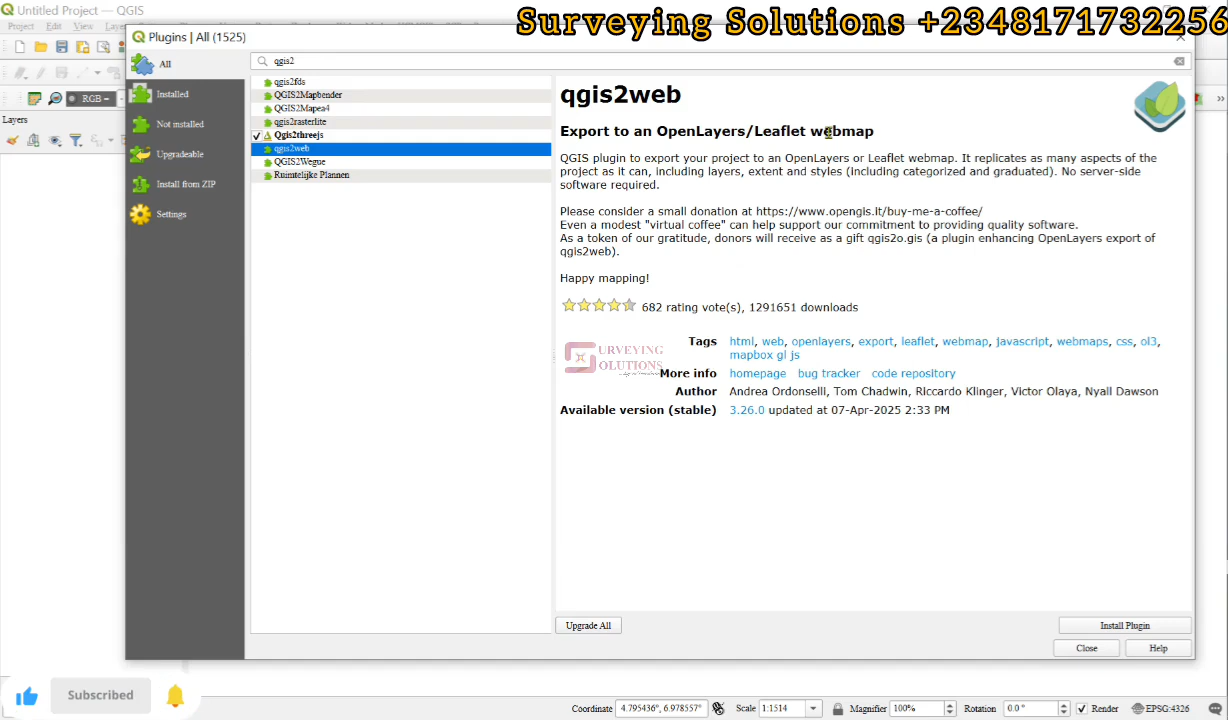 Untitled Project — QGIS
Surveying Solutions +2348171732256
Project Edit View Layer
Plugins | All (1525)
All
qgis2
Installed
Not installed
Upgradeable
Install from ZIP
Settings
RGB
Layers
qgis2fds
QGIS2Mapbender
QGIS2Mapea4
qgis2rasterlite
Qgis2threejs
qgis2web
QGIS2Wegue
Ruimtelijke Plannen
qgis2web
Export to an OpenLayers/Leaflet webmap
QGIS plugin to export your project to an OpenLayers or Leaflet webmap. It replicates as many aspects of the
project as it can, including layers, extent and styles (including categorized and graduated). No server-side
software required.
Please consider a small donation at https://www.opengis.lt/buy-me-a-coffee/
Even a modest "virtual coffee" can help support our commitment to providing quality software.
As a token of our gratitude, donors will receive as a gift qgis2o.gis (a plugin enhancing OpenLayers export of
qgis2web).
Happy mapping!
682 rating vote(s), 1291651 downloads
Tags html, web, openlayers, export, leaflet, webmap, javascript, webmaps, css, ol3,
mapbox gl js
URVEYING
OLUTIONS
More info homepage bug tracker code repository
Author Andrea Ordonselli, Tom Chadwin, Riccardo Klinger, Victor Olaya, Nyall Dawson
Available version (stable) 3.26.0 updated at 07-Apr-2025 2:33 PM
Upgrade All
Install Plugin
Close
Help
Subscribed
Coordinate 4.795436°, 6.978557° Scale 1:1514 Magnifier 100% Rotation 0.0 ° Render EPSG:4326